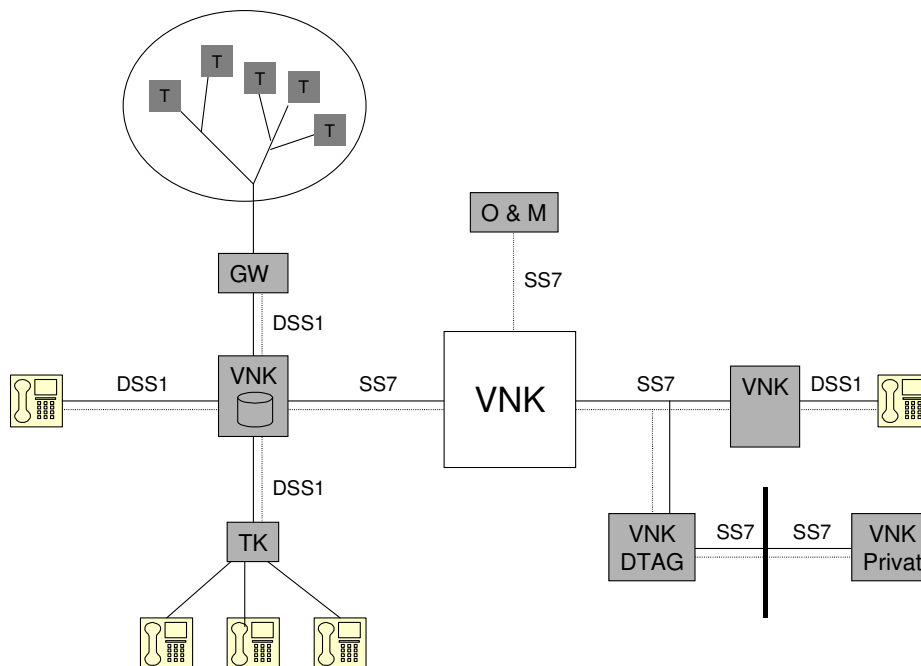 T
T
T
T
T
O & M
GW
SS7
DSS1
VNK
DSS1
SS7
VNK
SS7
VNK
DSS1
DSS1
TK
VNK
DTAG
SS7
SS7
VNK
Privat